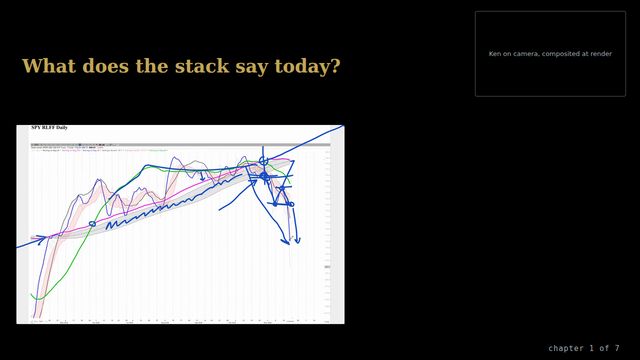 Ken on camera, composited at render
What does the stack say today?
SPY RLFF Daily
chapter 1 of 7